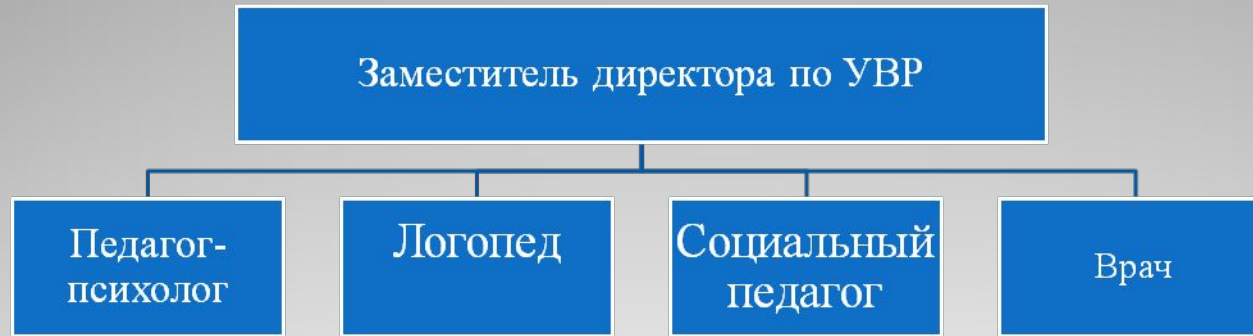 Заместитель директора по УВР
Педагог-
психолог
Логопед
Социальный
педагог
Врач